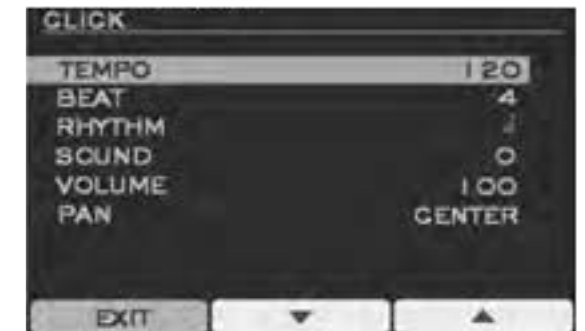 CLICK
TEMPO 120
BEAT 4
RHYTHM ♩
SOUND 0
VOLUME 100
PAN CENTER
EXIT ▼ ▲